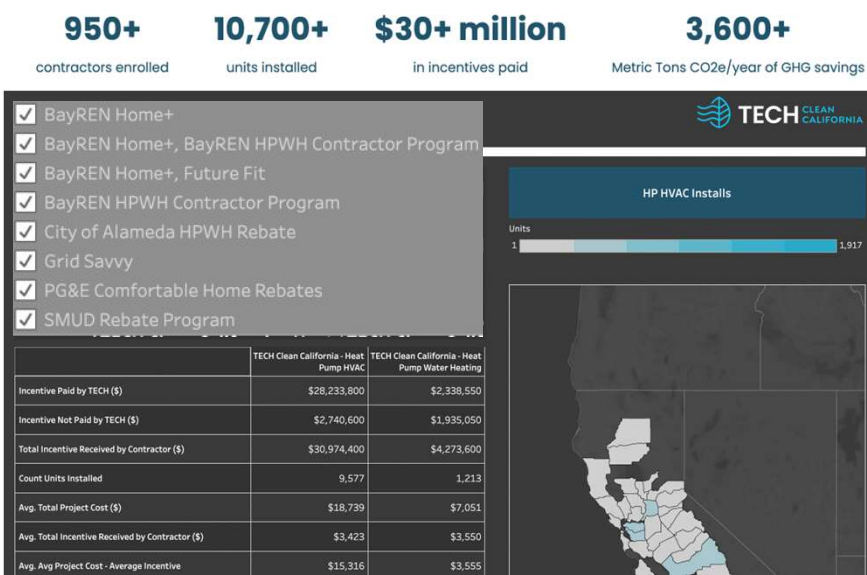 950+
10,700+
$30+ million
3,600+
contractors enrolled
units installed
in incentives paid
Metric Tons CO2e/year of GHG savings
BayREN Home+
BayREN Home+, BayREN HPWH Contractor Program
BayREN Home+, Future Fit
BayREN HPWH Contractor Program
City of Alameda HPWH Rebate
Grid Savvy
PG&E Comfortable Home Rebates
SMUD Rebate Program
TECH CLEAN CALIFORNIA
HP HVAC Installs
Units
1
1,917
TECH Clean California - Heat Pump HVAC
TECH Clean California - Heat Pump Water Heating
Incentive Paid by TECH ($) $28,233,800 $2,338,550
Incentive Not Paid by TECH ($) $2,740,600 $1,935,050
Total Incentive Received by Contractor ($) $30,974,400 $4,273,600
Count Units Installed 9,577 1,213
Avg. Total Project Cost ($) $18,739 $7,051
Avg. Total Incentive Received by Contractor ($) $3,423 $3,550
Avg. Avg Project Cost - Average Incentive $15,316 $3,555